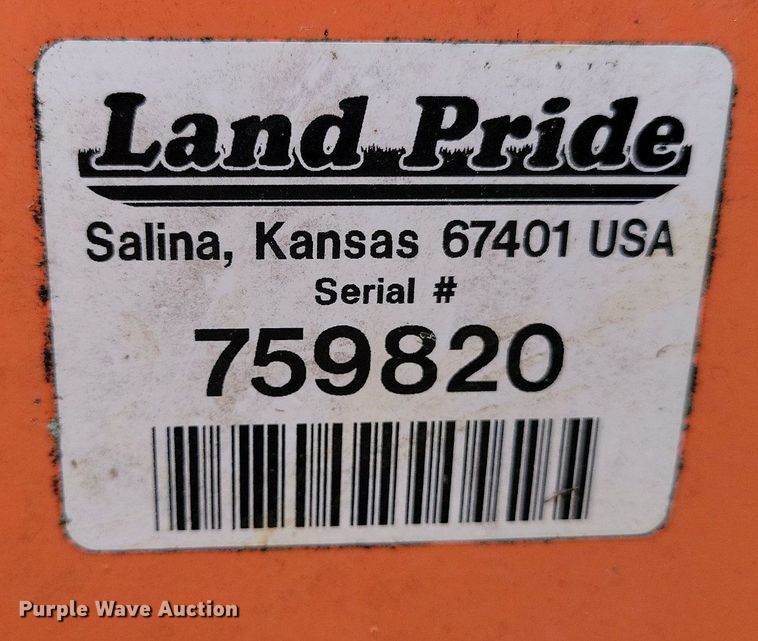 Land Pride
Salina, Kansas 67401 USA
Serial #
759820
Purple Wave Auction